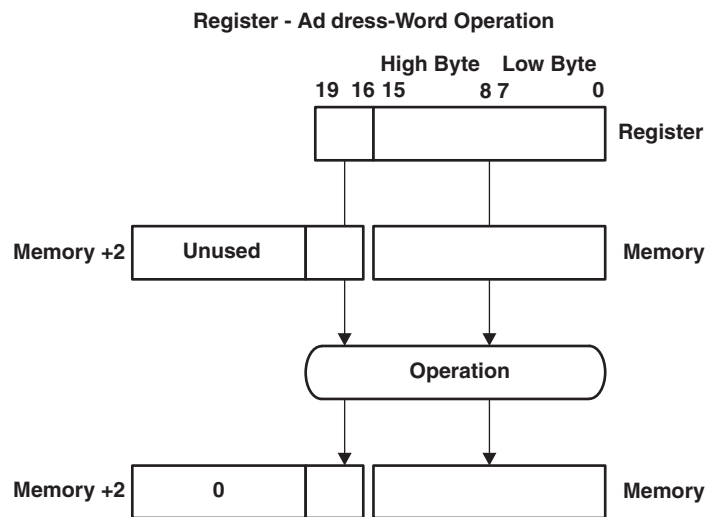 Register - Ad dress-Word Operation
High Byte Low Byte
19 16 15 8 7 0
Register
Memory +2 Unused Memory
Operation
Memory +2 0 Memory